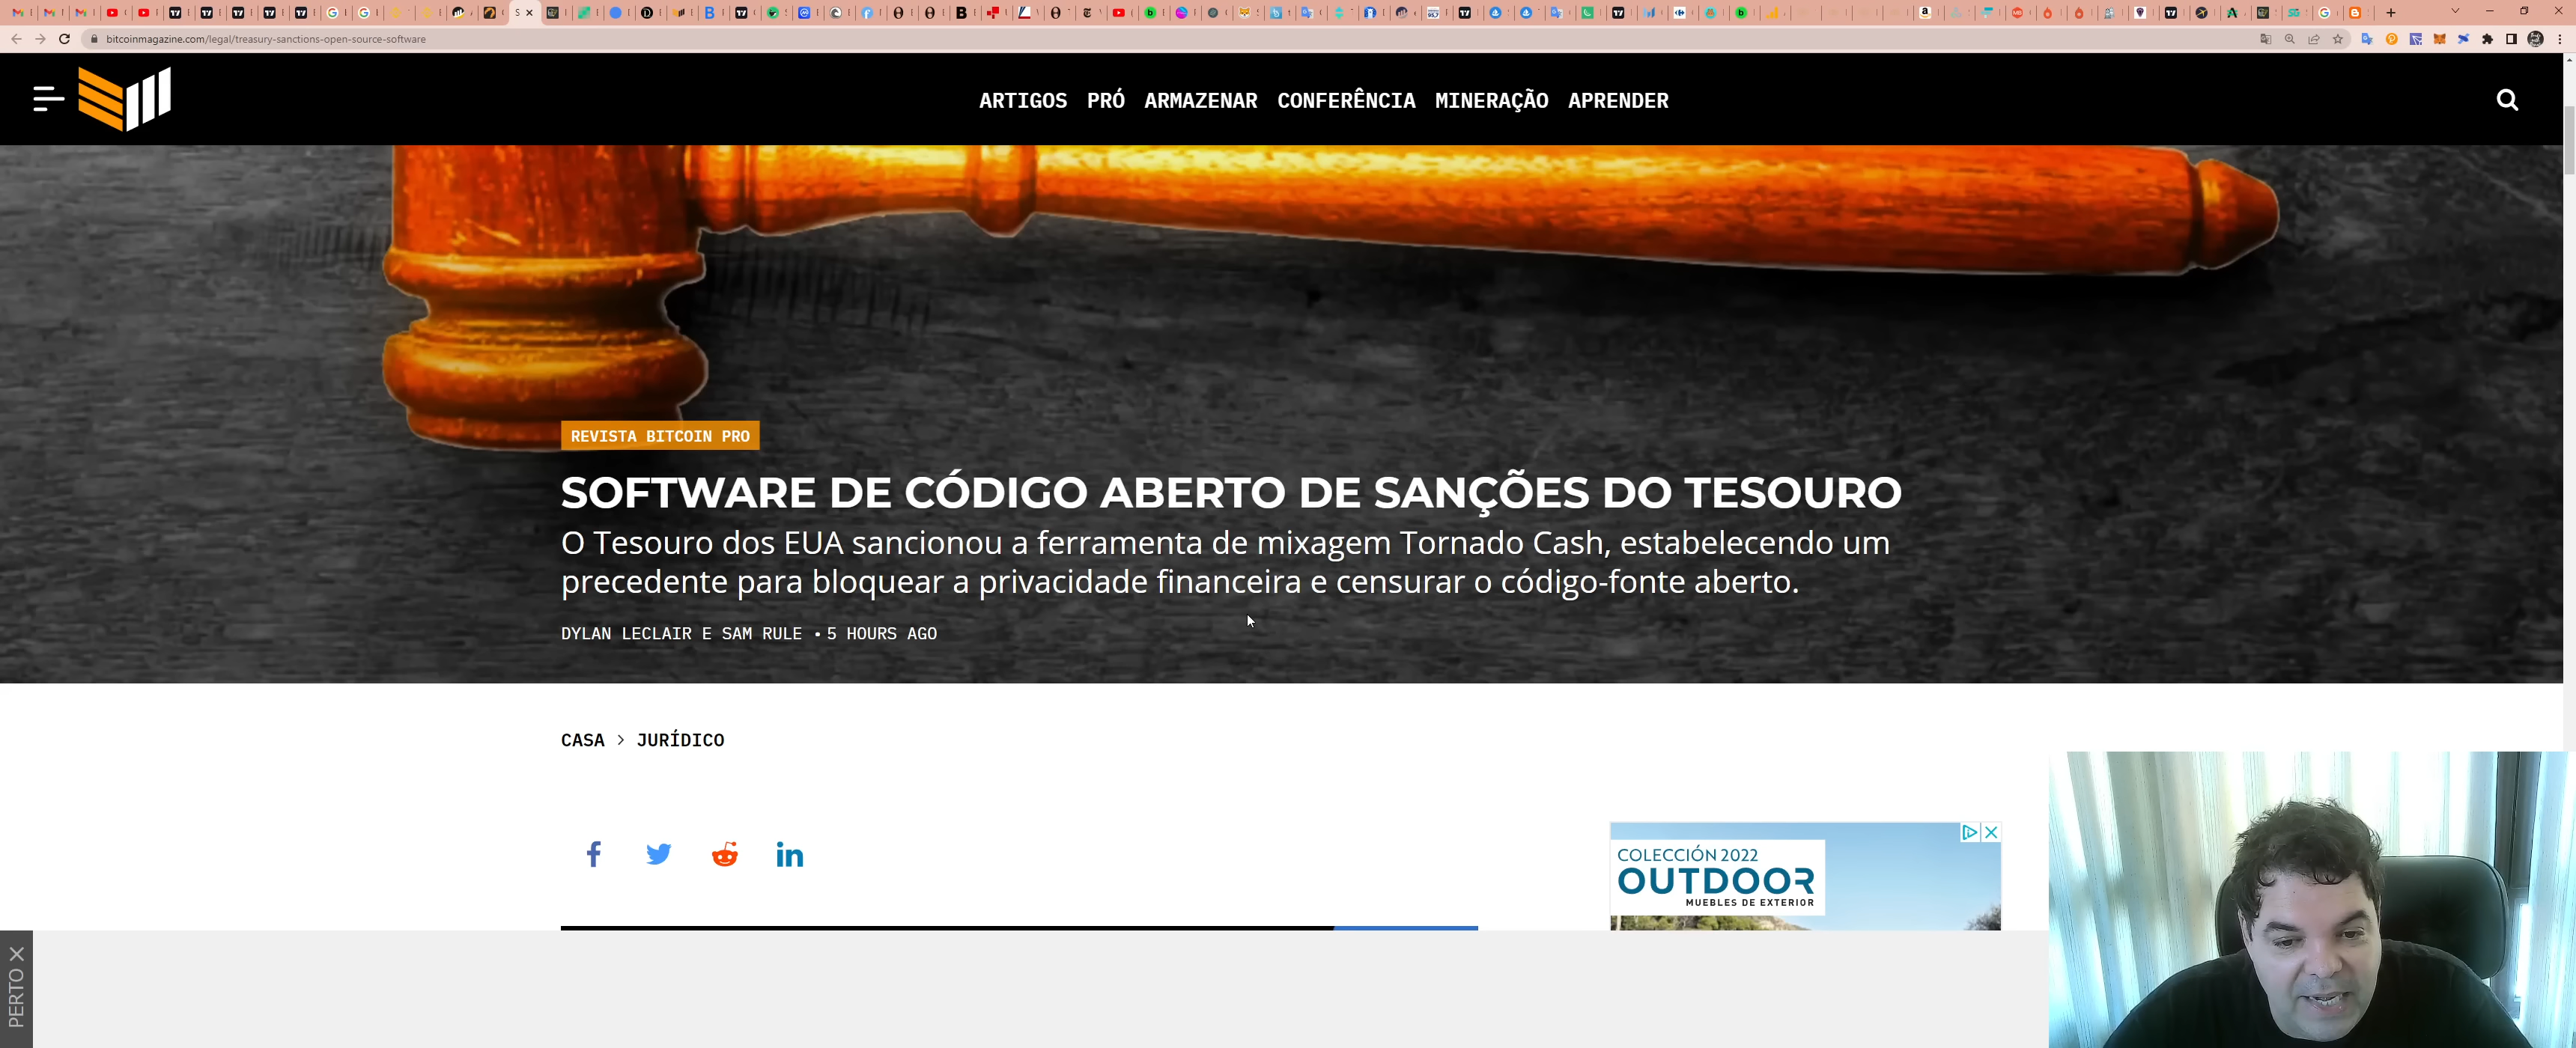 bitcoinmagazine.com/legal/treasury-sanctions-open-source-software
ARTIGOS PRÓ ARMAZENAR CONFERÊNCIA MINERAÇÃO APRENDER
REVISTA BITCOIN PRO
SOFTWARE DE CÓDIGO ABERTO DE SANÇÕES DO TESOURO
O Tesouro dos EUA sancionou a ferramenta de mixagem Tornado Cash, estabelecendo um
precedente para bloquear a privacidade financeira e censurar o código-fonte aberto.
DYLAN LECLAIR E SAM RULE • 5 HOURS AGO
CASA > JURÍDICO
COLECCIÓN 2022
OUTDOOR
MUEBLES DE EXTERIOR
PERTO X